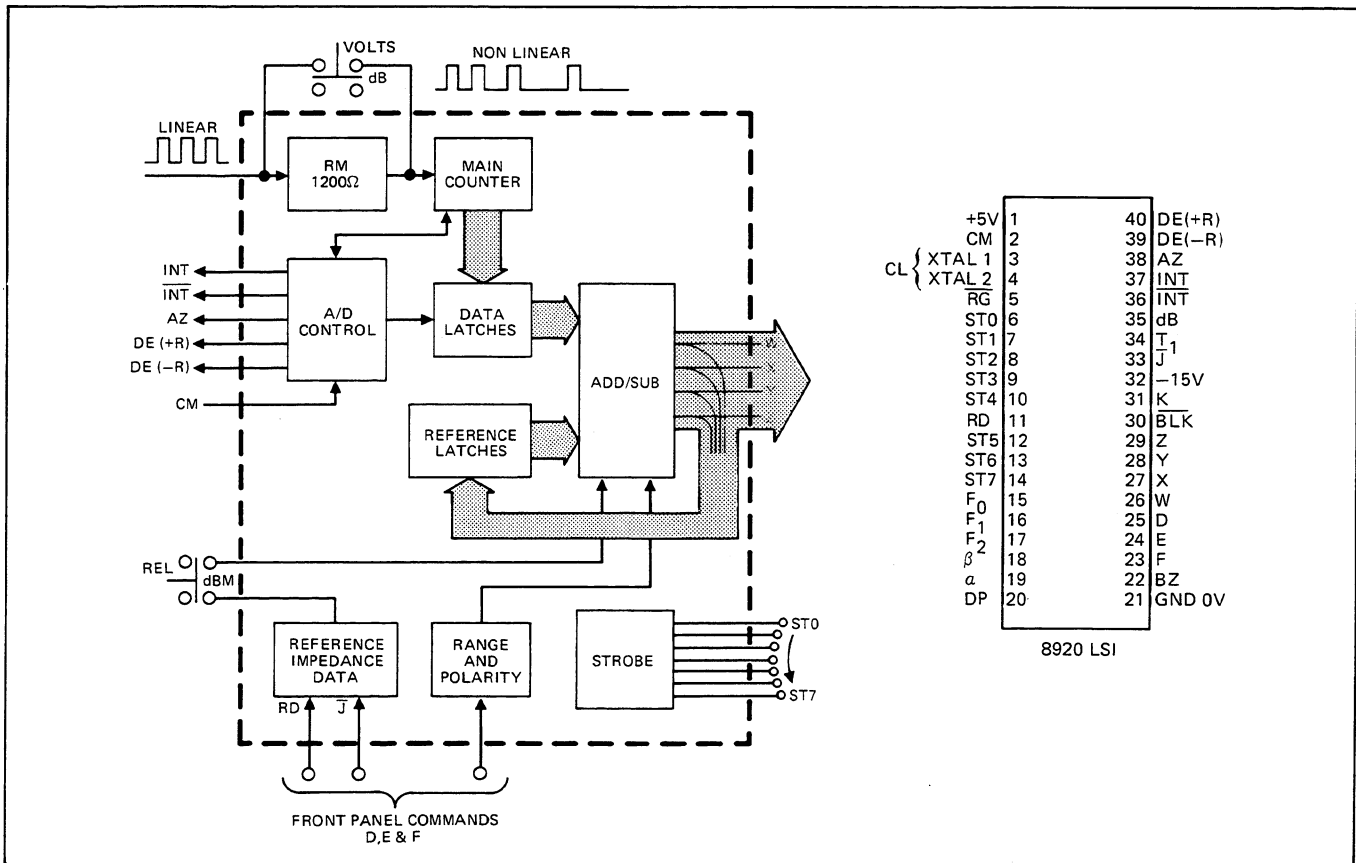 VOLTS
dB
NON LINEAR
LINEAR
RM
1200Ω
MAIN
COUNTER
INT
I̅N̅T̅
AZ
DE (+R)
DE (−R)
CM
A/D
CONTROL
DATA
LATCHES
ADD/SUB
W
X
Y
Z
REFERENCE
LATCHES
REL
dBM
REFERENCE
IMPEDANCE
DATA
RANGE
AND
POLARITY
STROBE
ST0
ST7
RD
J̅
FRONT PANEL COMMANDS
D,E & F
+5V 1 40 DE(+R)
CM 2 39 DE(−R)
CL { XTAL 1 3 38 AZ
XTAL 2 4 37 INT
R̅G̅ 5 36 I̅N̅T̅
ST0 6 35 dB
ST1 7 34 T1
ST2 8 33 J̅
ST3 9 32 −15V
ST4 10 31 K
RD 11 30 B̅L̅K̅
ST5 12 29 Z
ST6 13 28 Y
ST7 14 27 X
F0 15 26 W
F1 16 25 D
F2 17 24 E
β 18 23 F
α 19 22 BZ
DP 20 21 GND 0V
8920 LSI